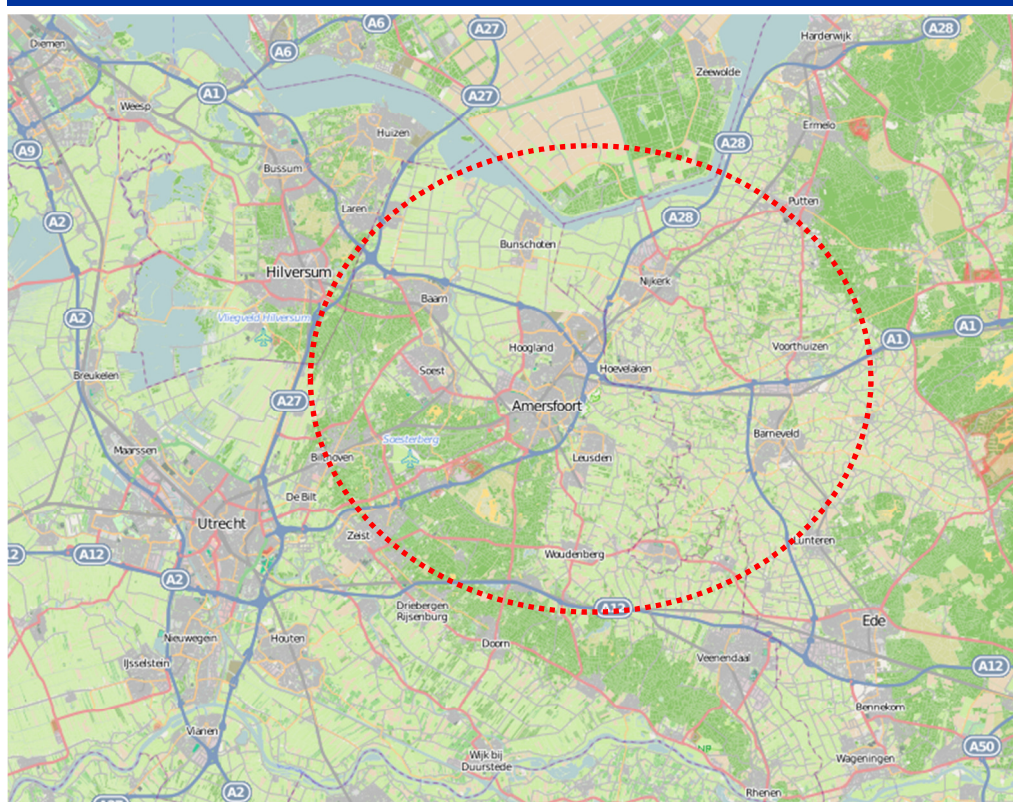 A6
A27
A28
Harderwijk
Diemen
A6
Zeewolde
A1
A27
Weesp
Huizen
Ermelo
A28
A9
Bussum
Putten
Laren
A2
A28
Bunschoten
Hilversum
Nijkerk
Baarn
Vliegveld Hilversum
A2
A1
A1
Hoogland
Voorthuizen
Breukelen
Soest
Hoevelaken
A27
Amersfoort
Barneveld
Soesterberg
Maarssen
Bilthoven
Leusden
De Bilt
Utrecht
Zeist
Lunteren
A12
Woudenberg
A2
Driebergen
Rijsenburg
Ede
Nieuwegein
Houten
Doorn
IJsselstein
Veenendaal
A12
Bennekom
Vianen
A50
Wijk bij
Duurstede
Wageningen
A2
Rhenen